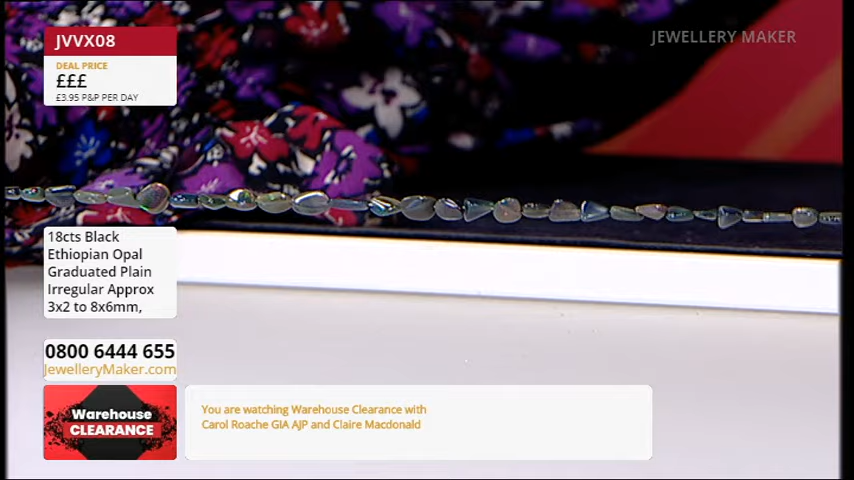 JVVX08
DEAL PRICE
£££
£3.95 P&P PER DAY
JEWELLERY MAKER
18cts Black
Ethiopian Opal
Graduated Plain
Irregular Approx
3x2 to 8x6mm,
0800 6444 655
JewelleryMaker.com
Warehouse
CLEARANCE
You are watching Warehouse Clearance with
Carol Roache GIA AJP and Claire Macdonald